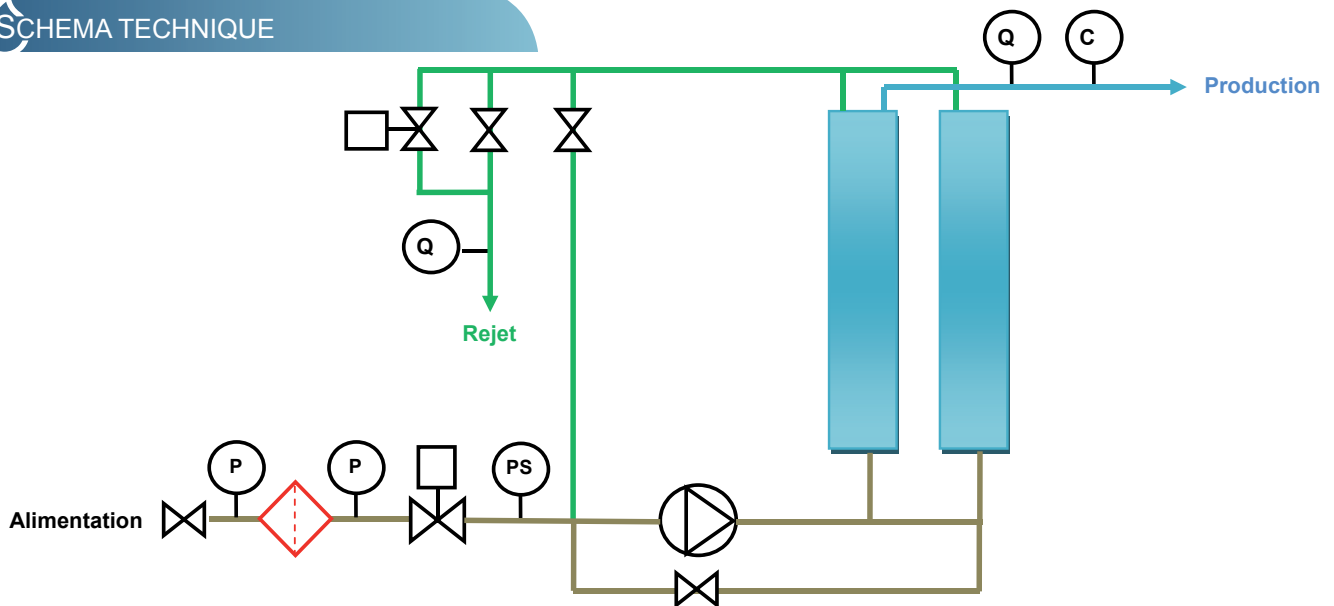 SCHEMA TECHNIQUE
Q
C
Production
Q
Rejet
P
P
PS
Alimentation